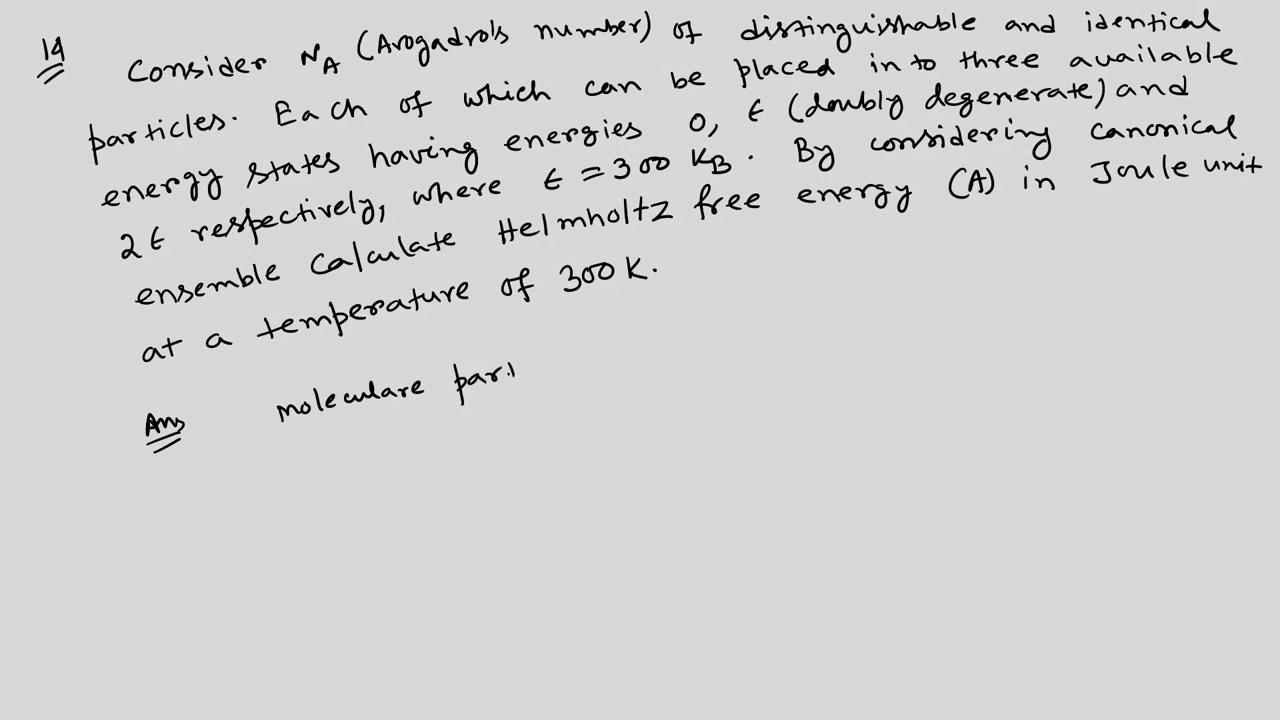 14 Consider NA (Avogadro's number) of distinguishable and identical
particles. Each of which can be placed in to three available
energy states having energies 0, ε (doubly degenerate) and
2ε respectively, where ε = 300 KB. By considering canonical
ensemble calculate Helmholtz free energy (A) in Joule unit
at a temperature of 300 K.
Ans moleculare par